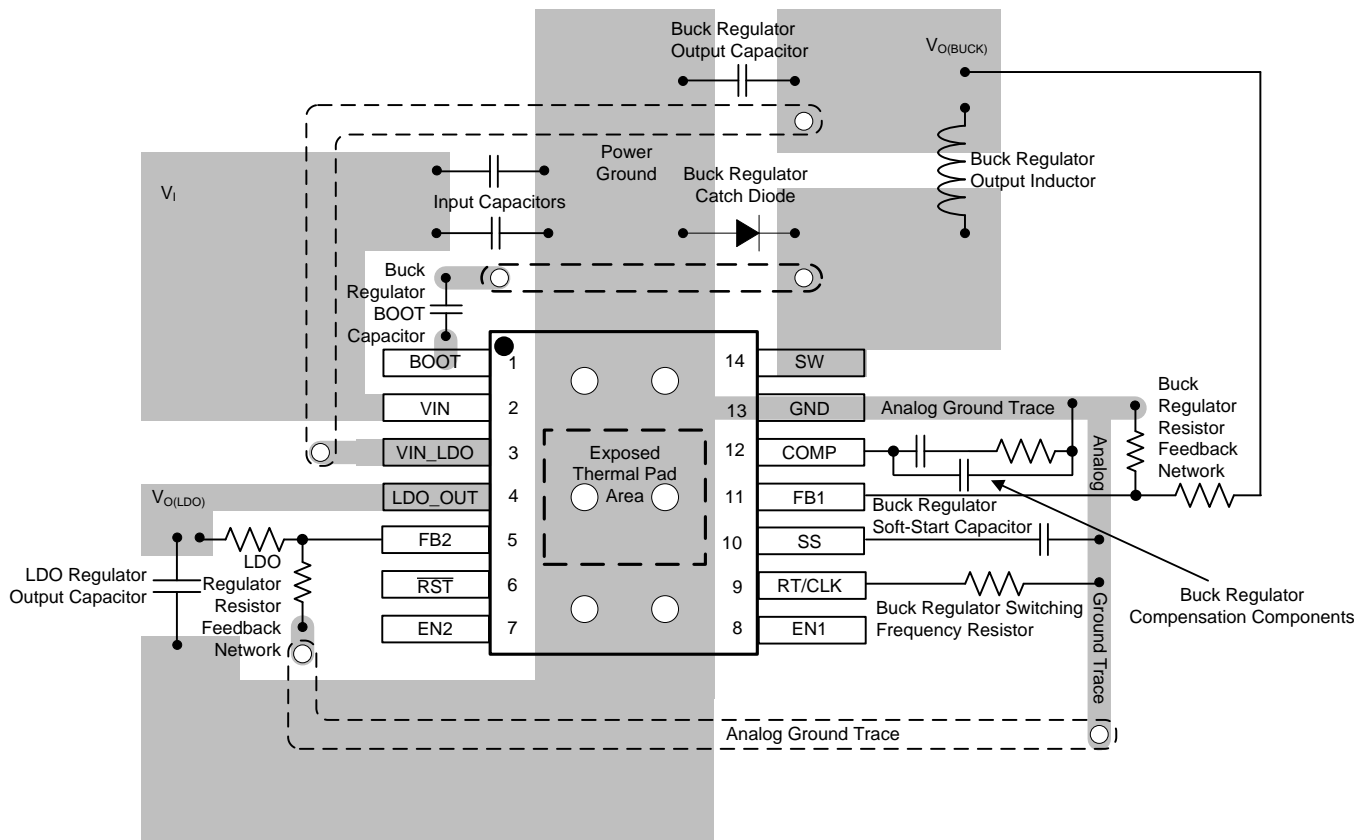 Buck Regulator
Output Capacitor
VO(BUCK)
Power
Ground
Buck Regulator
Output Inductor
VI
Input Capacitors
Buck Regulator
Catch Diode
Buck
Regulator
BOOT
Capacitor
BOOT
1
14
SW
VIN
2
13
GND
Analog Ground Trace
Buck
Regulator
Resistor
Feedback
Network
VIN_LDO
3
12
COMP
Exposed
Thermal Pad
Area
Analog
Ground Trace
VO(LDO)
LDO_OUT
4
11
FB1
Buck Regulator
Soft-Start Capacitor
FB2
5
10
SS
LDO
Regulator
Resistor
Feedback
Network
LDO Regulator
Output Capacitor
RST
6
9
RT/CLK
Buck Regulator Switching
Frequency Resistor
Buck Regulator
Compensation Components
EN2
7
8
EN1
Analog Ground Trace